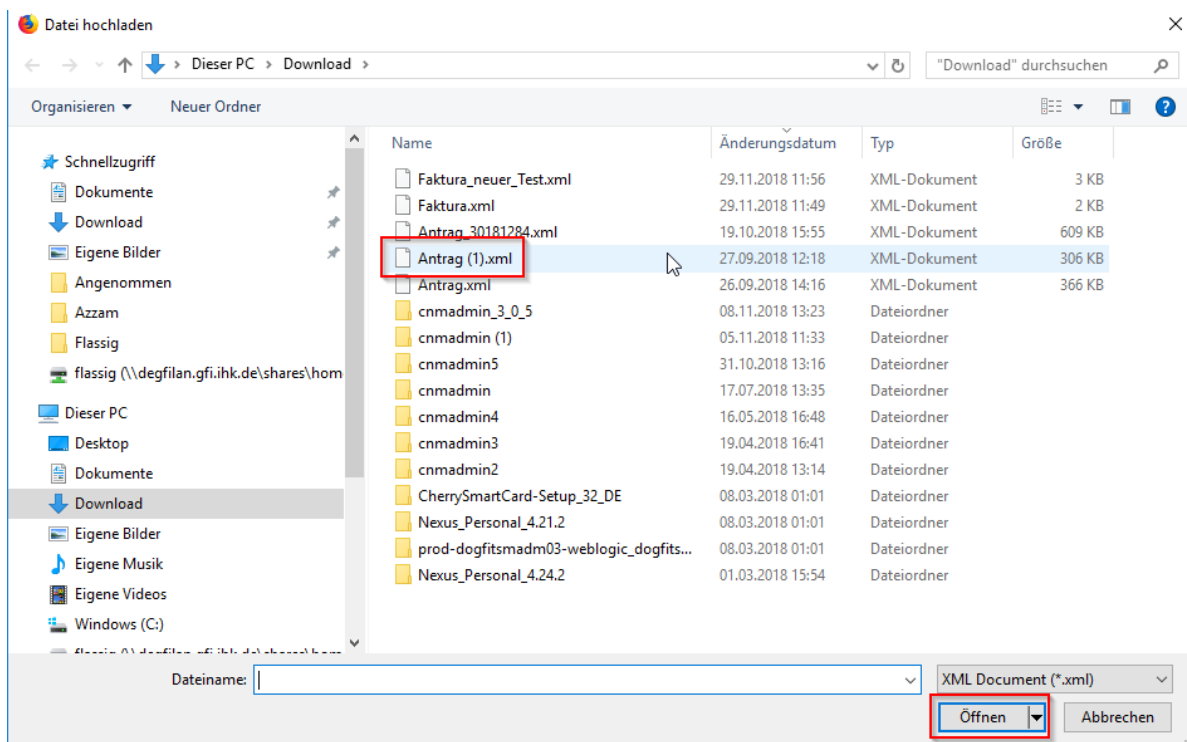 Datei hochladen
Dieser PC > Download >
"Download" durchsuchen
Organisieren
Neuer Ordner
?
Schnellzugriff
Dokumente
Download
Eigene Bilder
Angenommen
Azzam
Flassig
flassig (\\degfilan.gfi.ihk.de\shares\hom
Dieser PC
Desktop
Dokumente
Download
Eigene Bilder
Eigene Musik
Eigene Videos
Windows (C:)
Name Änderungsdatum Typ Größe
Faktura_neuer_Test.xml 29.11.2018 11:56 XML-Dokument 3 KB
Faktura.xml 29.11.2018 11:49 XML-Dokument 2 KB
Antrag_30181284.xml 19.10.2018 15:55 XML-Dokument 609 KB
Antrag (1).xml 27.09.2018 12:18 XML-Dokument 306 KB
Antrag.xml 26.09.2018 14:16 XML-Dokument 366 KB
cnmadmin_3_0_5 08.11.2018 13:23 Dateiordner
cnmadmin (1) 05.11.2018 11:33 Dateiordner
cnmadmin5 31.10.2018 13:16 Dateiordner
cnmadmin 17.07.2018 13:35 Dateiordner
cnmadmin4 16.05.2018 16:48 Dateiordner
cnmadmin3 19.04.2018 16:41 Dateiordner
cnmadmin2 19.04.2018 13:14 Dateiordner
CherrySmartCard-Setup_32_DE 08.03.2018 01:01 Dateiordner
Nexus_Personal_4.21.2 08.03.2018 01:01 Dateiordner
prod-dogfitsmadm03-weblogic_dogfits... 08.03.2018 01:01 Dateiordner
Nexus_Personal_4.24.2 01.03.2018 15:54 Dateiordner
Dateiname:
XML Document (*.xml)
Öffnen
Abbrechen